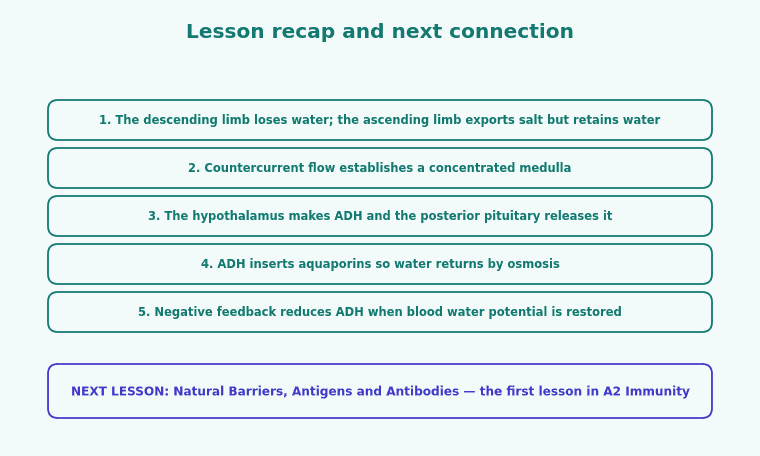 Lesson recap and next connection
1. The descending limb loses water; the ascending limb exports salt but retains water
2. Countercurrent flow establishes a concentrated medulla
3. The hypothalamus makes ADH and the posterior pituitary releases it
4. ADH inserts aquaporins so water returns by osmosis
5. Negative feedback reduces ADH when blood water potential is restored
NEXT LESSON: Natural Barriers, Antigens and Antibodies — the first lesson in A2 Immunity